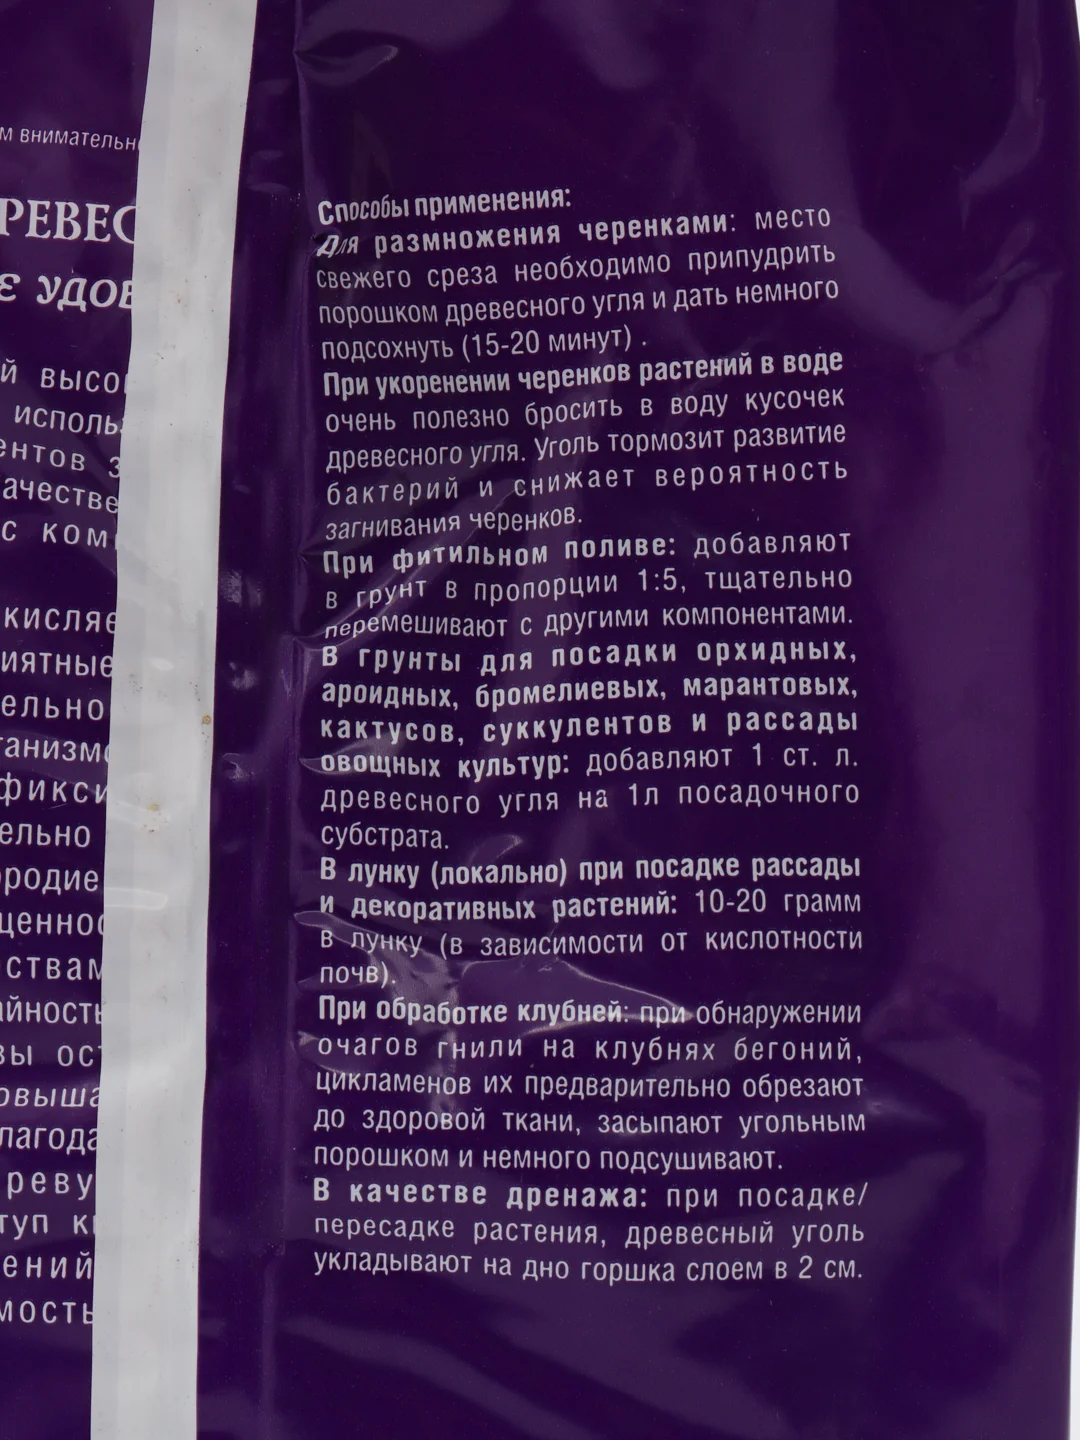 внимательн
Способы применения:
Для размножения черенками: место
свежего среза необходимо припудрить
порошком древесного угля и дать немного
подсохнуть (15-20 минут) .
При укоренении черенков растений в воде
очень полезно бросить в воду кусочек
древесного угля. Уголь тормозит развитие
бактерий и снижает вероятность
загнивания черенков.
При фитильном поливе: добавляют
в грунт в пропорции 1:5, тщательно
перемешивают с другими компонентами.
В грунты для посадки орхидных,
ароидных, бромелиевых, марантовых,
кактусов, суккулентов и рассады
овощных культур: добавляют 1 ст. л.
древесного угля на 1л посадочного
субстрата.
В лунку (локально) при посадке рассады
и декоративных растений: 10-20 грамм
в лунку (в зависимости от кислотности
почв).
При обработке клубней: при обнаружении
очагов гнили на клубнях бегоний,
цикламенов их предварительно обрезают
до здоровой ткани, засыпают угольным
порошком и немного подсушивают.
В качестве дренажа: при посадке/
пересадке растения, древесный уголь
укладывают на дно горшка слоем в 2 см.